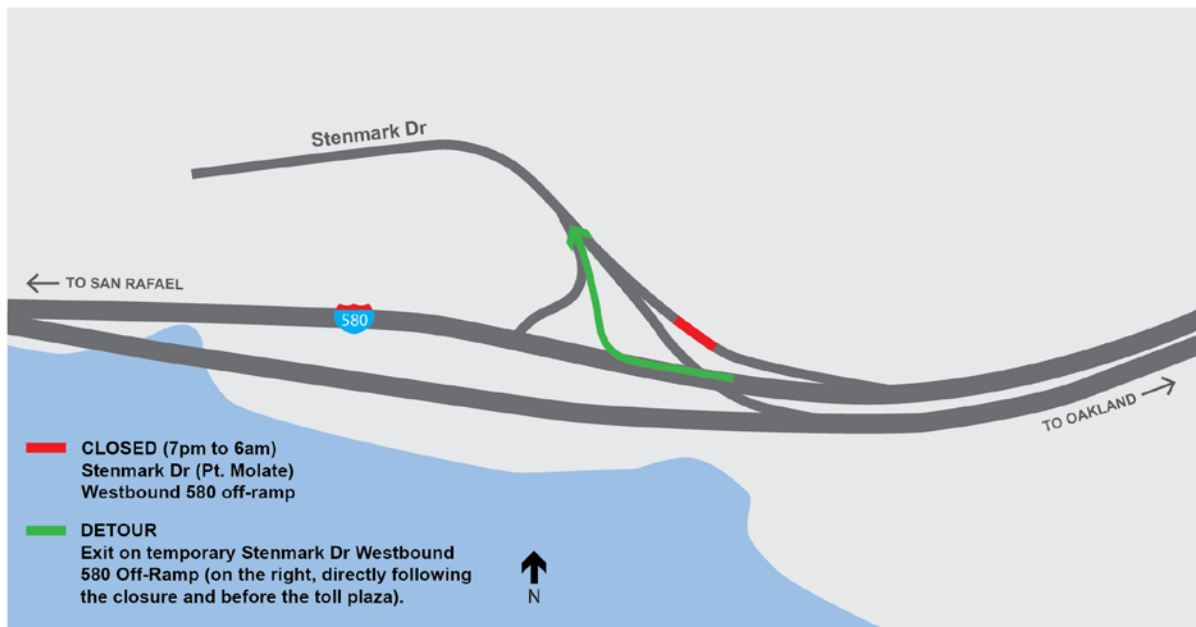 Stenmark Dr
TO SAN RAFAEL
580
TO OAKLAND
CLOSED (7pm to 6am)
Stenmark Dr (Pt. Molate)
Westbound 580 off-ramp
DETOUR
Exit on temporary Stenmark Dr Westbound
580 Off-Ramp (on the right, directly following
the closure and before the toll plaza).
N